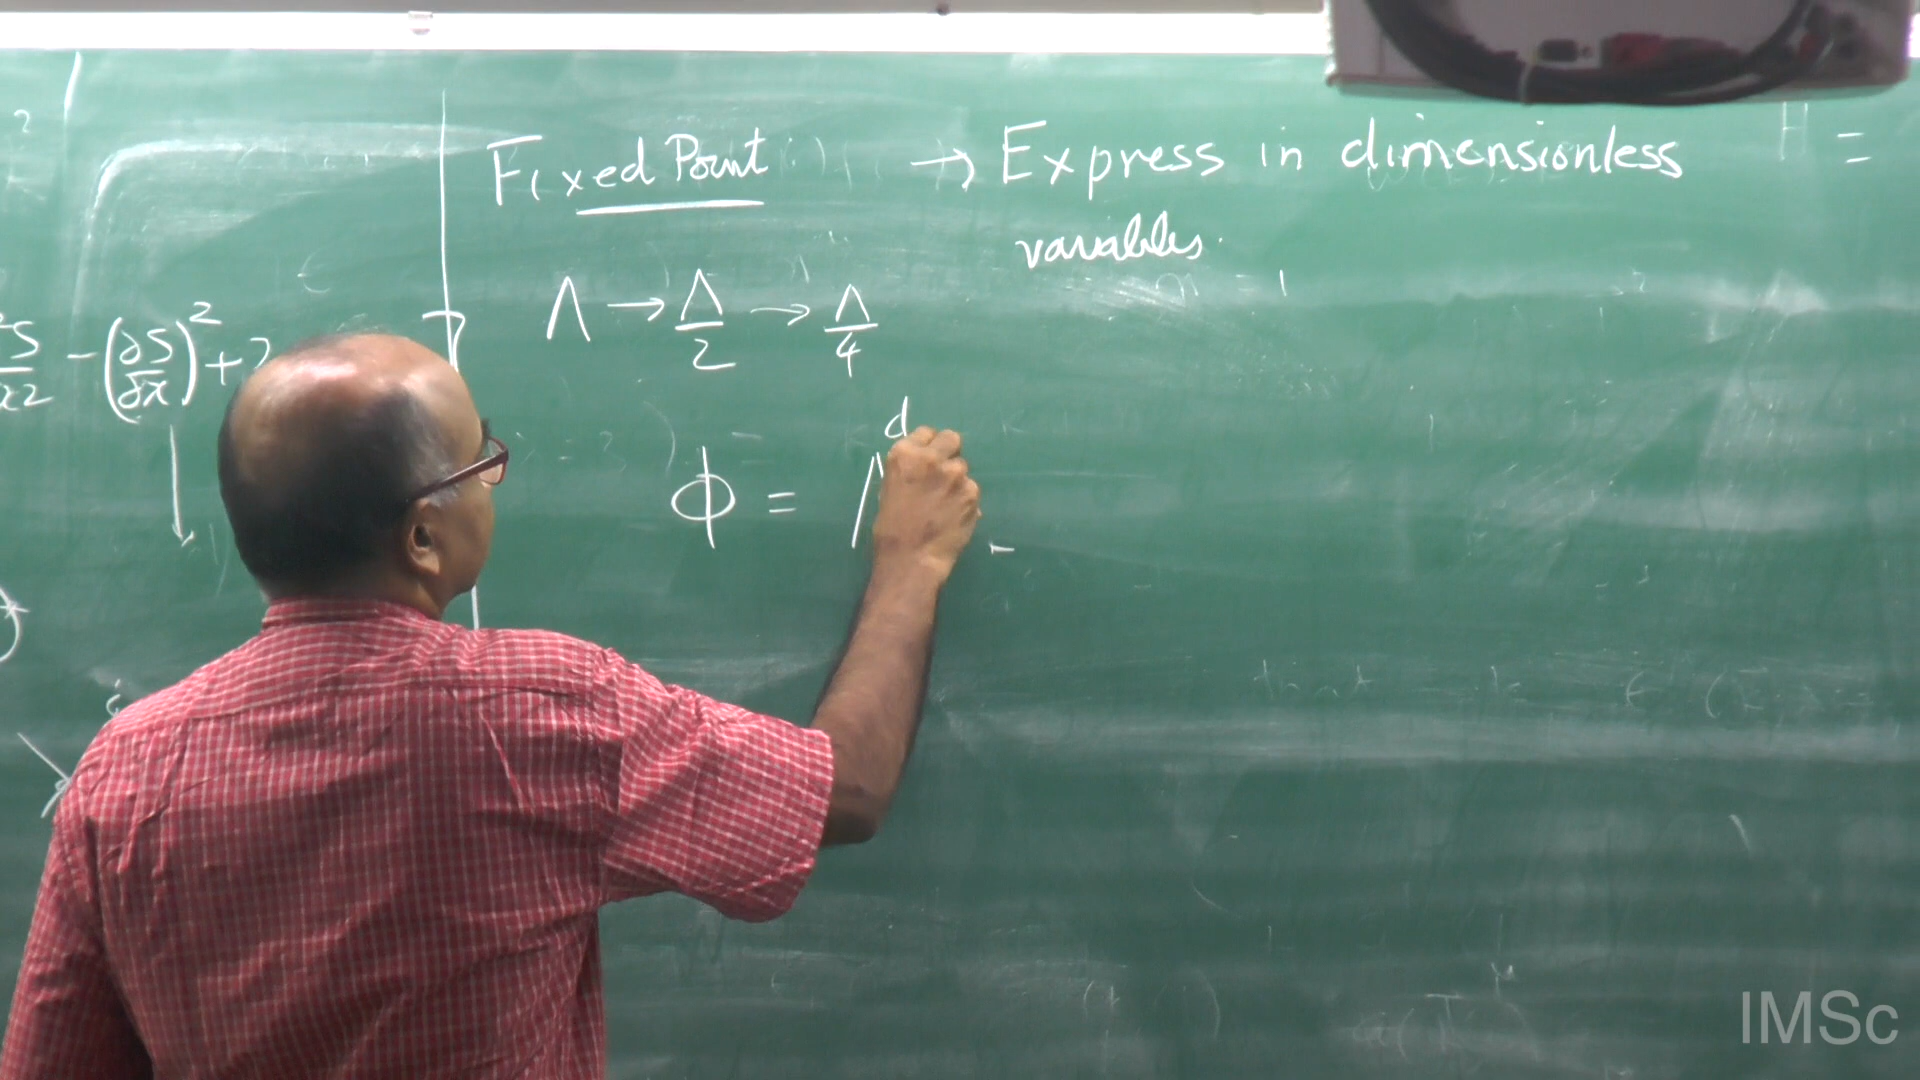 Fixed Point → Express in dimensionless
variables.
Λ → Λ/2 → Λ/4
- (∂S/∂x)² +
ϕ = Λ^d
H =
IMSc